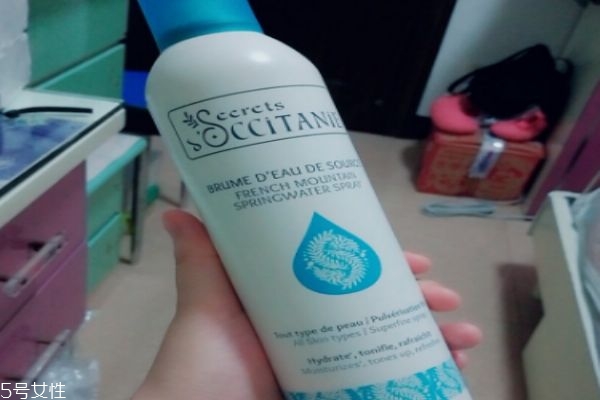 Secrets
d'OCCITANIE
BRUME D'EAU DE SOURCE
FRENCH MOUNTAIN
SPRINGWATER SPRAY
Tout type de peau | Pulvérisation
All Skin types | Superfine spray
Hydrate*, tonifie, rafraîchit
Moisturizes*, tones up, refreshes
5号女性